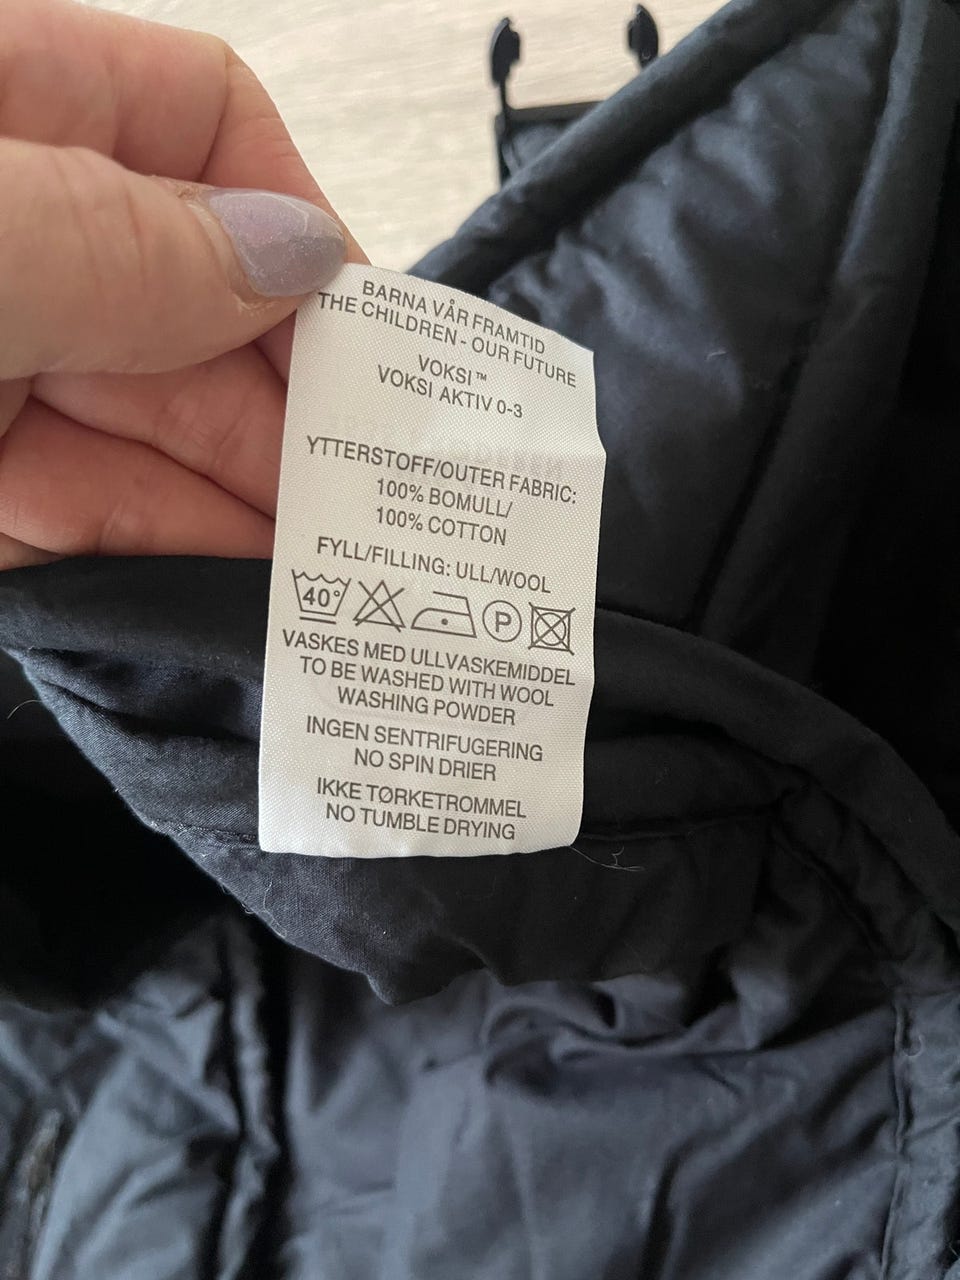 BARNA VÅR FRAMTID
THE CHILDREN - OUR FUTURE
VOKSI™
VOKSI AKTIV 0-3
YTTERSTOFF/OUTER FABRIC:
100% BOMULL/
100% COTTON
FYLL/FILLING: ULL/WOOL
40° P
VASKES MED ULLVASKEMIDDEL
TO BE WASHED WITH WOOL
WASHING POWDER
INGEN SENTRIFUGERING
NO SPIN DRIER
IKKE TØRKETROMMEL
NO TUMBLE DRYING